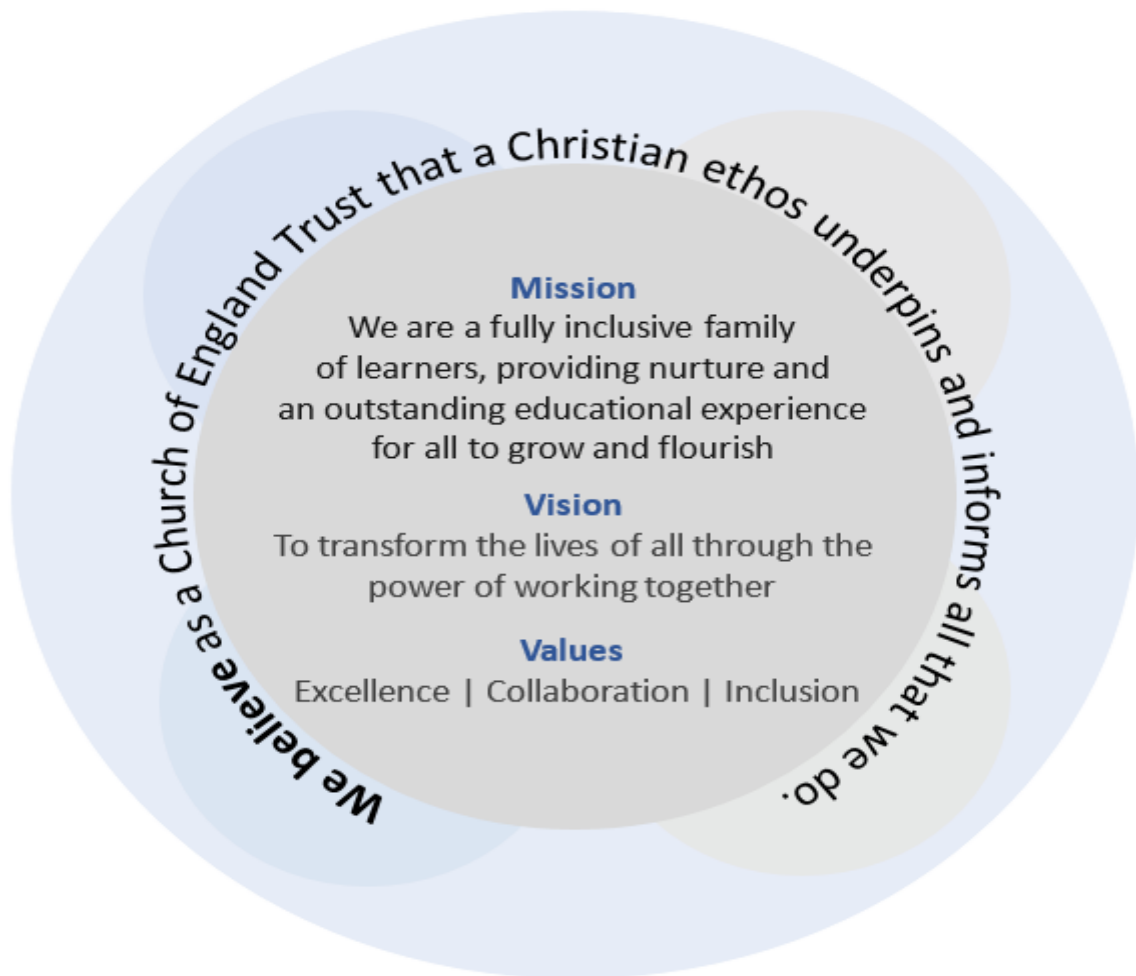 We believe as a Church of England Trust that a Christian ethos underpins and informs all that we do.
Mission
We are a fully inclusive family
of learners, providing nurture and
an outstanding educational experience
for all to grow and flourish
Vision
To transform the lives of all through the
power of working together
Values
Excellence | Collaboration | Inclusion